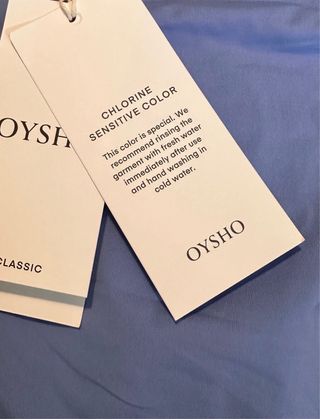 CHLORINE
SENSITIVE COLOR
This color is special. We
recommend rinsing the
garment with fresh water
immediately after use
and hand washing in
cold water.
OYSHO
OYSH
CLASSIC